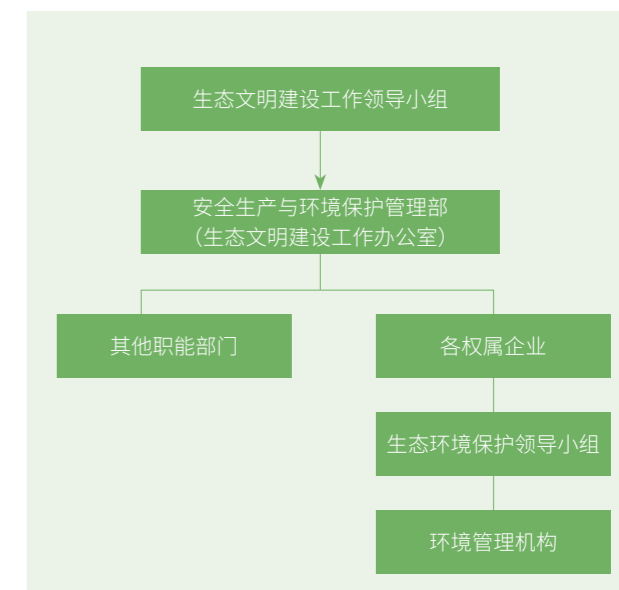 生态文明建设工作领导小组
安全生产与环境保护管理部
（生态文明建设工作办公室）
其他职能部门
各权属企业
生态环境保护领导小组
环境管理机构